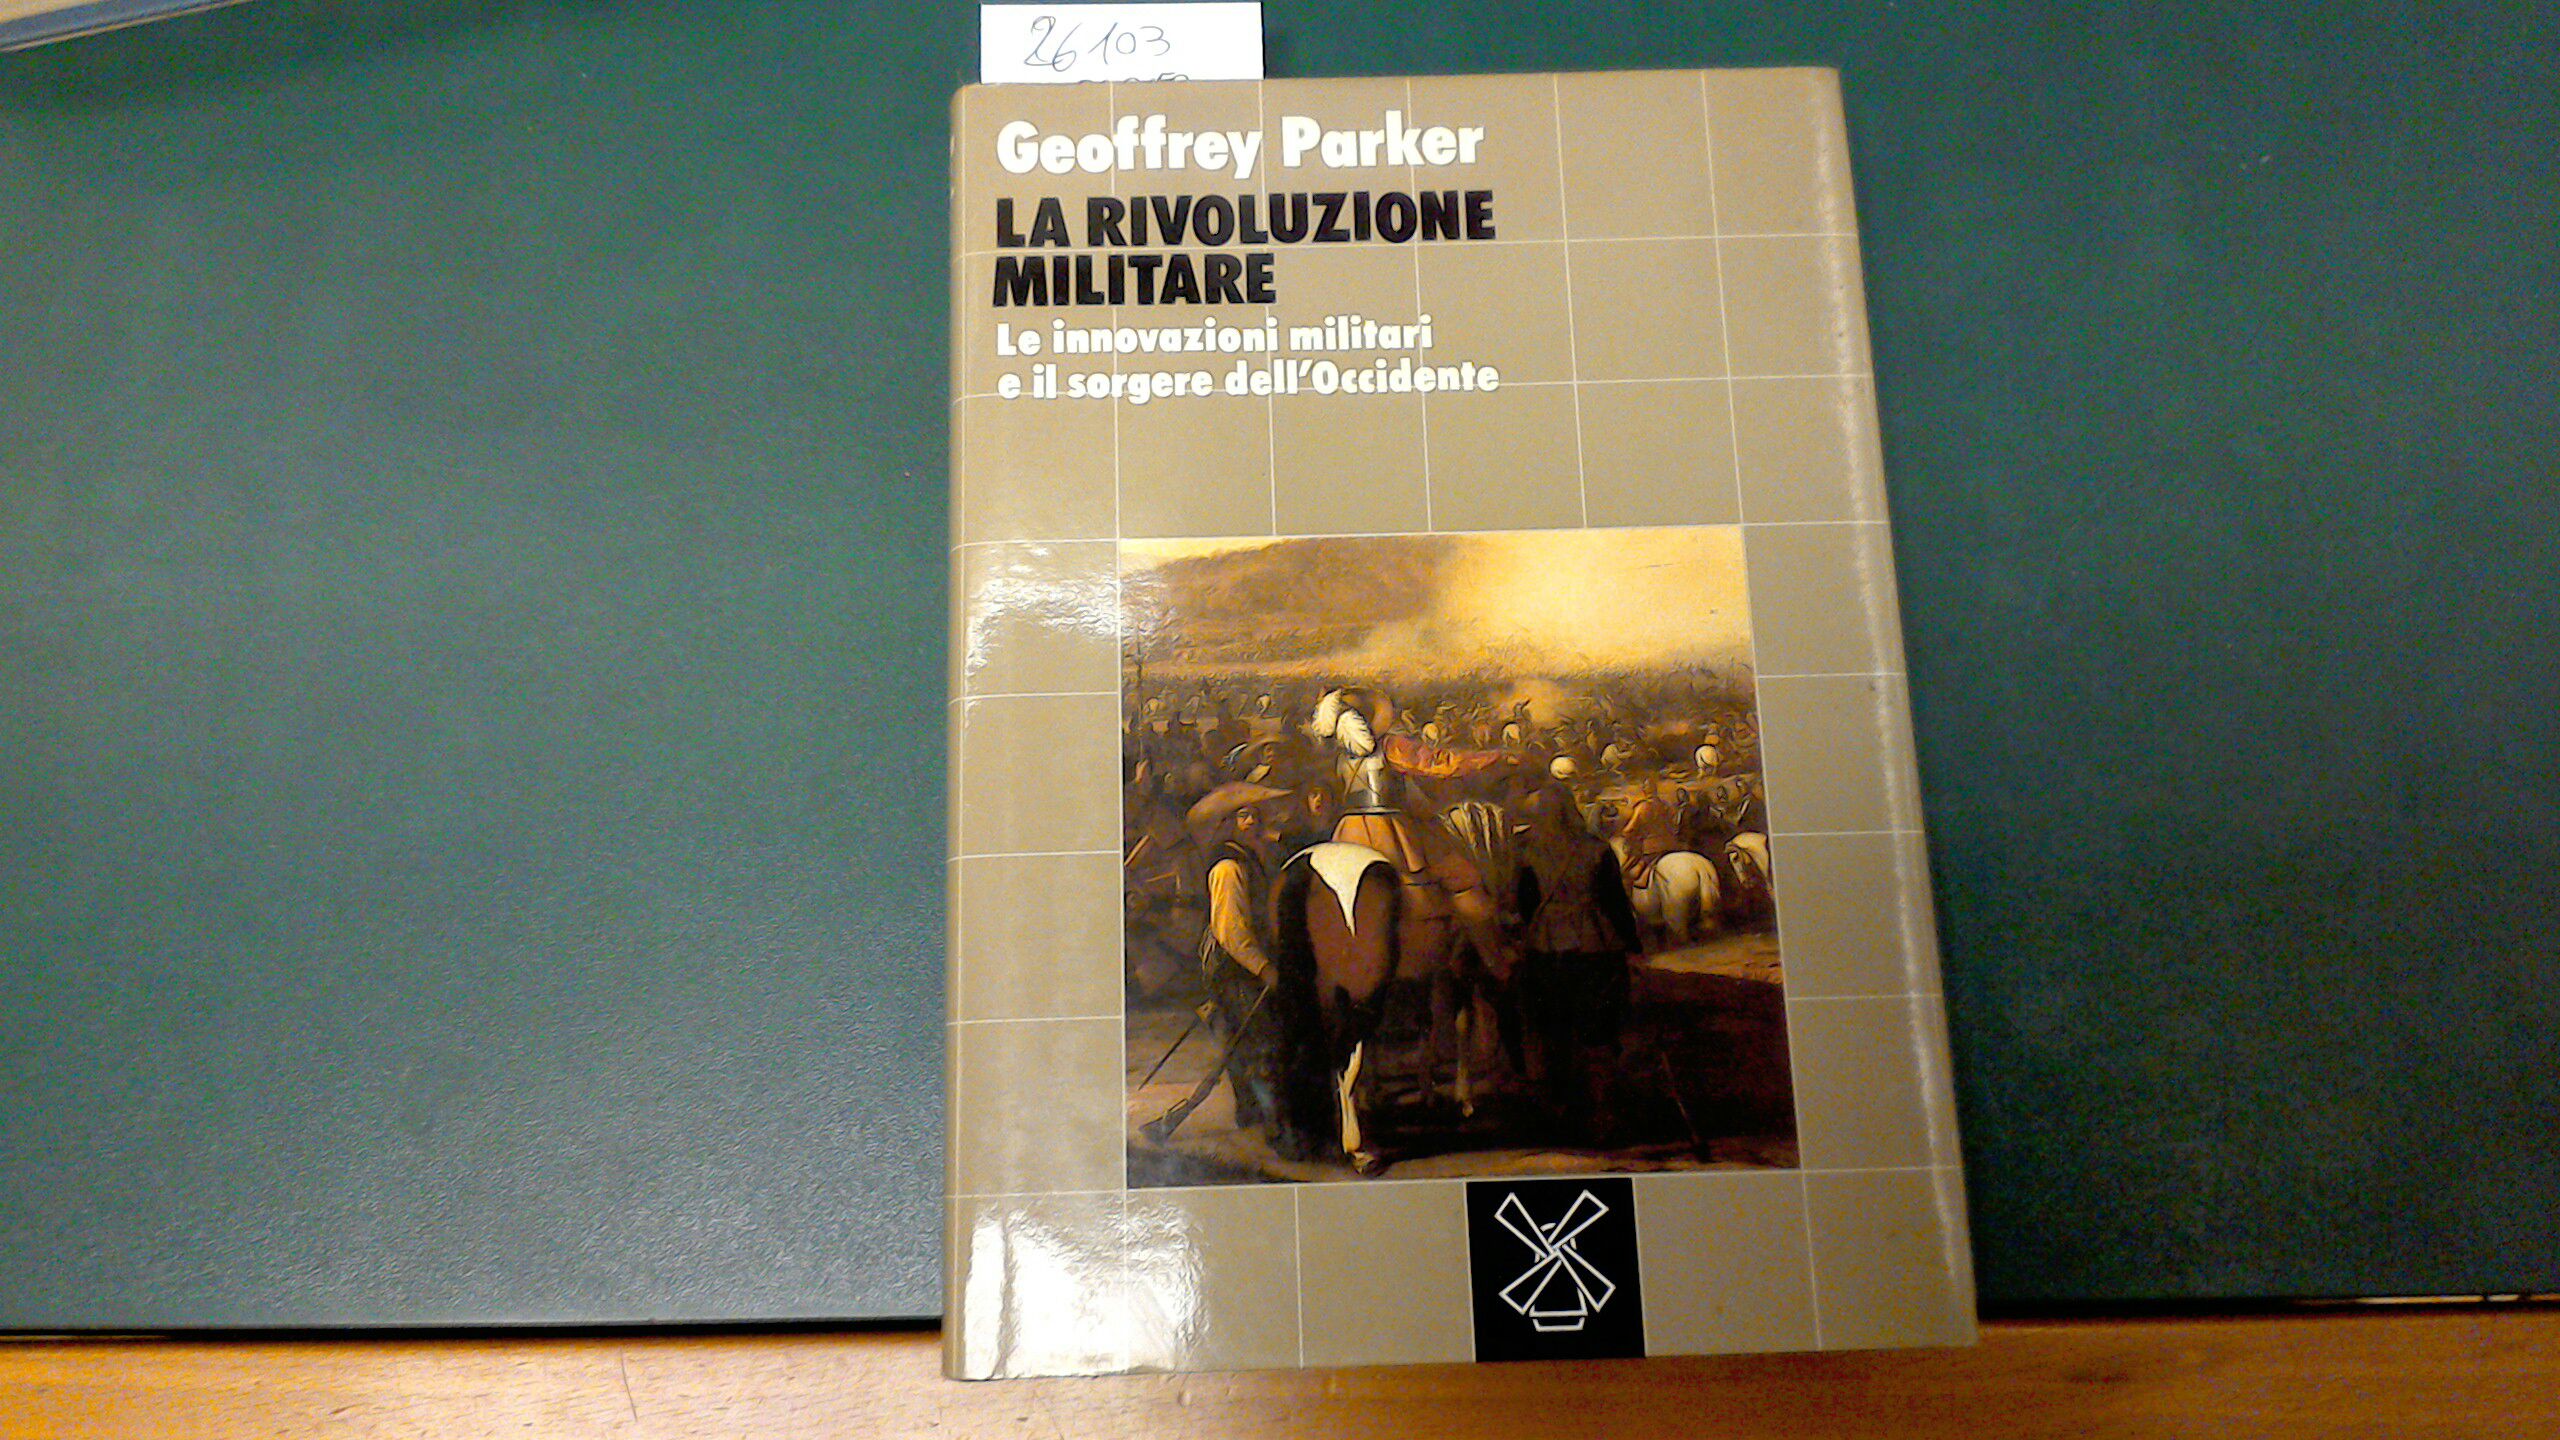 26103
Geoffrey Parker
LA RIVOLUZIONE
MILITARE
Le innovazioni militari
e il sorgere dell'Occidente